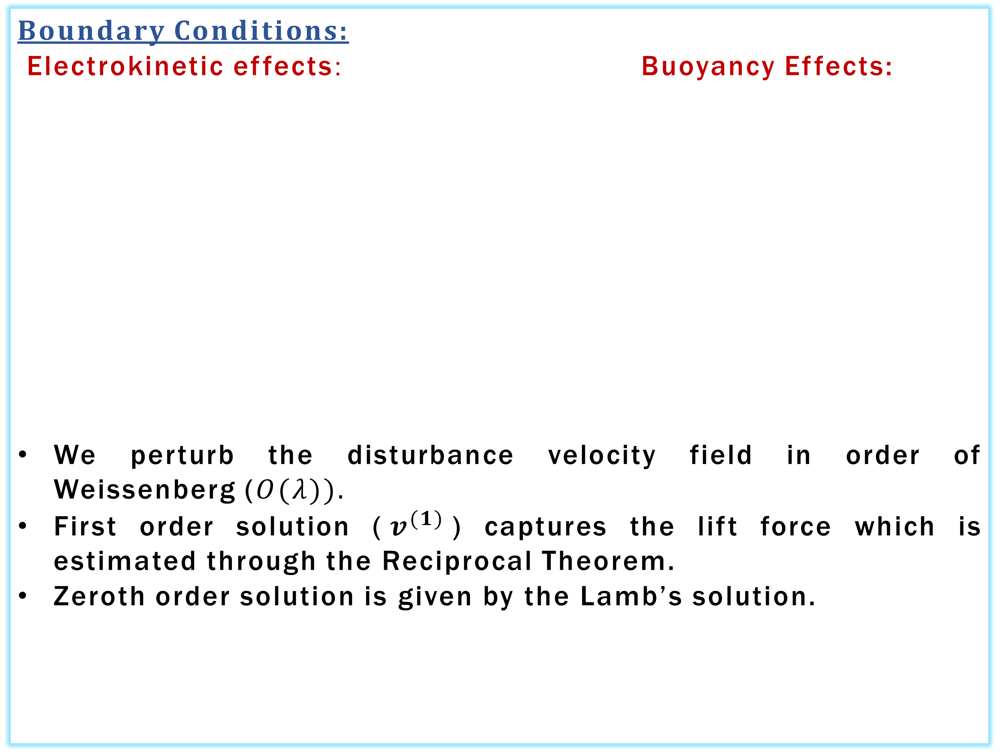 Boundary Conditions:
Electrokinetic effects:
Buoyancy Effects:
• We perturb the disturbance velocity field in order of
Weissenberg (𝑂(𝜆)).
• First order solution (𝒗⁽¹⁾) captures the lift force which is
estimated through the Reciprocal Theorem.
• Zeroth order solution is given by the Lamb’s solution.